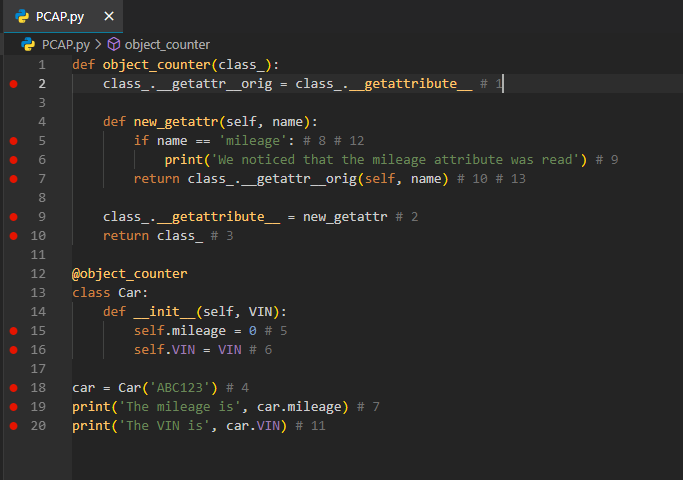 PCAP.py ×
PCAP.py > object_counter
1 def object_counter(class_):
2     class_.__getattr__orig = class_.__getattribute__ # 1
3
4     def new_getattr(self, name):
5         if name == 'mileage': # 8 # 12
6             print('We noticed that the mileage attribute was read') # 9
7         return class_.__getattr__orig(self, name) # 10 # 13
8
9     class_.__getattribute__ = new_getattr # 2
10     return class_ # 3
11
12 @object_counter
13 class Car:
14     def __init__(self, VIN):
15         self.mileage = 0 # 5
16         self.VIN = VIN # 6
17
18 car = Car('ABC123') # 4
19 print('The mileage is', car.mileage) # 7
20 print('The VIN is', car.VIN) # 11